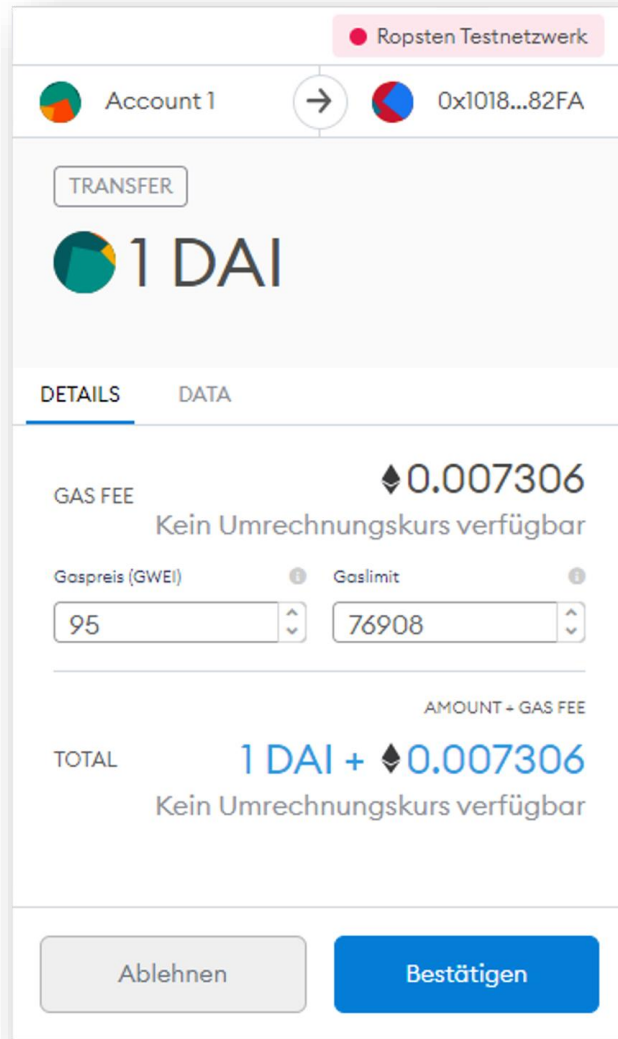 Ropsten Testnetzwerk
Account 1
0x1018...82FA
TRANSFER
1 DAI
DETAILS DATA
GAS FEE
0.007306
Kein Umrechnungskurs verfügbar
Gaspreis (GWEI) Gaslimit
95 76908
AMOUNT + GAS FEE
TOTAL
1 DAI + 0.007306
Kein Umrechnungskurs verfügbar
Ablehnen Bestätigen